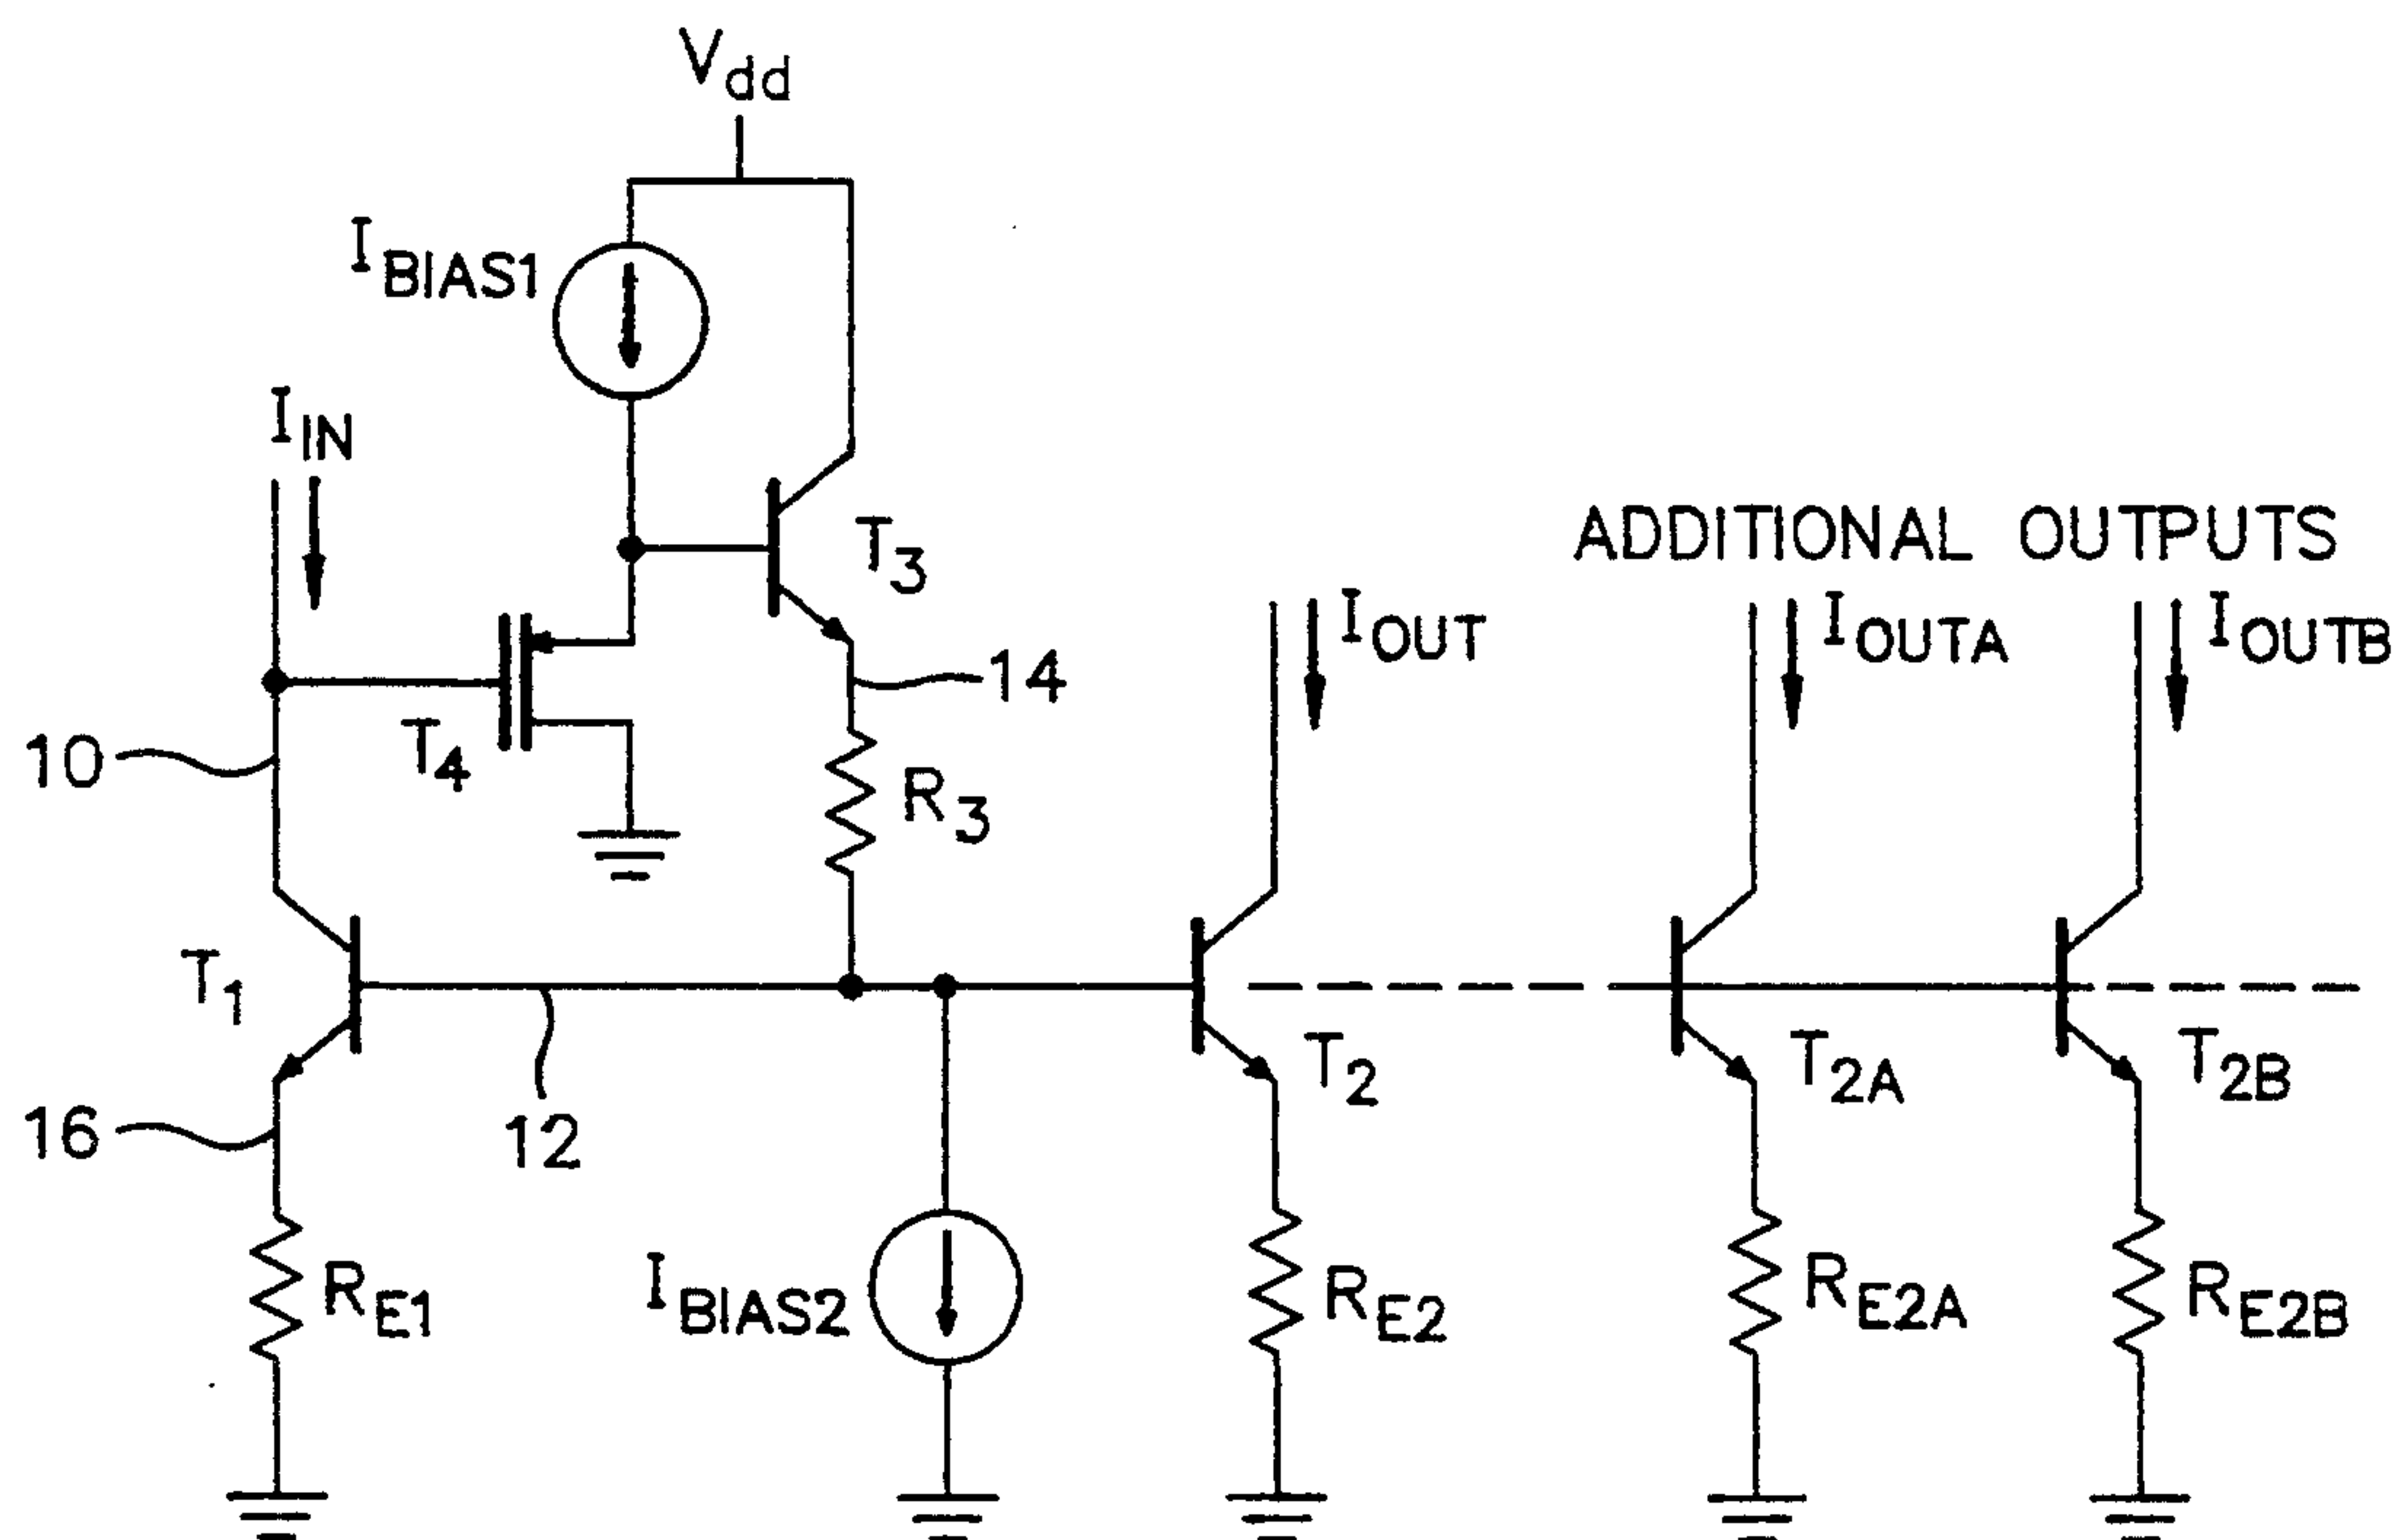 Vdd
IBIAS1
IIN
T3
ADDITIONAL OUTPUTS
IOUT
IOUTA
IOUTB
14
10
T4
R3
T1
T2
T2A
T2B
16
12
RE1
IBIAS2
RE2
RE2A
RE2B